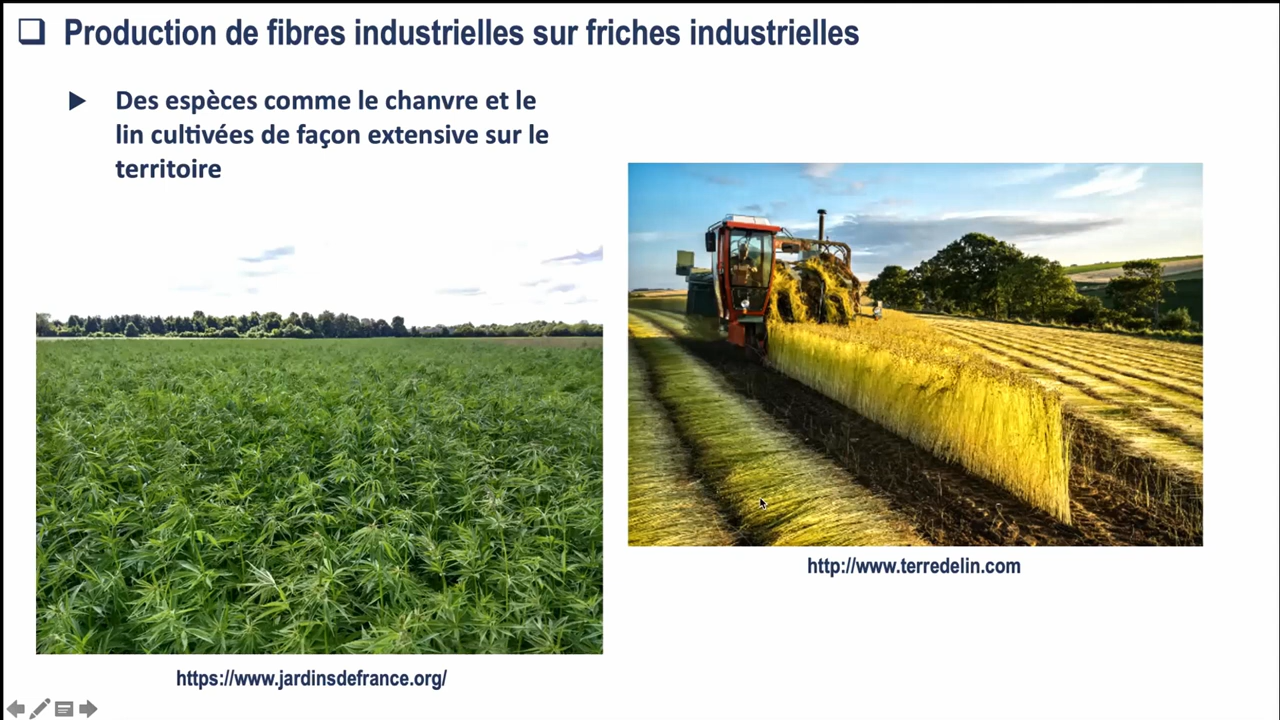 Production de fibres industrielles sur friches industrielles
Des espèces comme le chanvre et le
lin cultivées de façon extensive sur le
territoire
http://www.terredelin.com
https://www.jardinsdefrance.org/